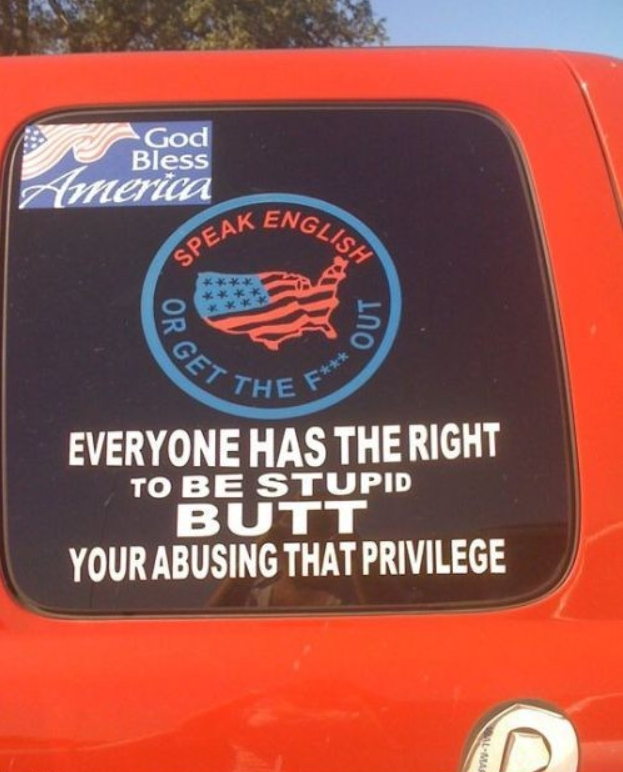 God
Bless
America
SPEAK ENGLISH
OR GET THE F*** OUT
EVERYONE HAS THE RIGHT
TO BE STUPID
BUTT
YOUR ABUSING THAT PRIVILEGE